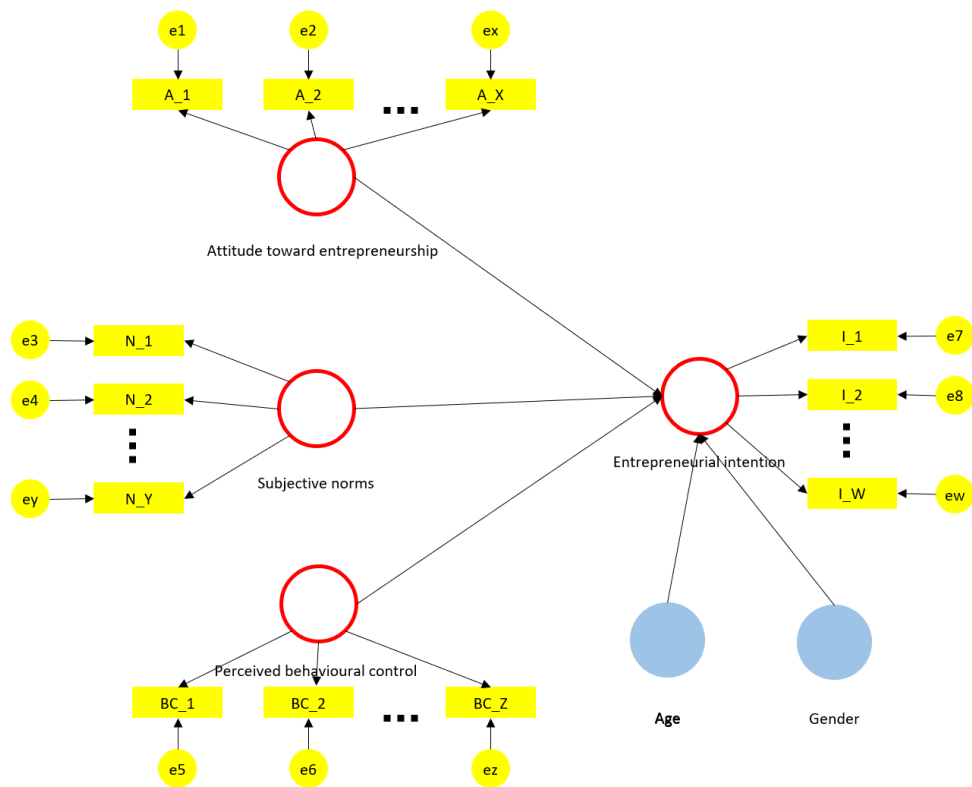 e1
e2
ex
A_1
A_2
A_X
Attitude toward entrepreneurship
e3
N_1
e4
N_2
ey
N_Y
Subjective norms
I_1
e7
I_2
e8
Entrepreneurial intention
I_W
ew
Perceived behavioural control
BC_1
BC_2
BC_Z
e5
e6
ez
Age
Gender